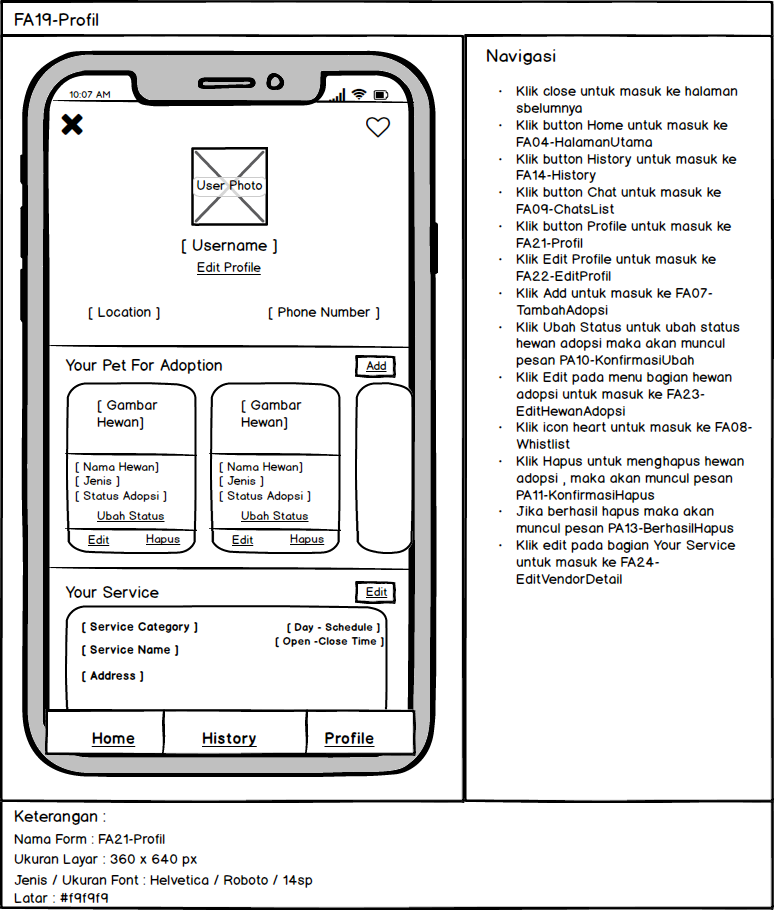 FA19-Profil
10:07 AM
User Photo
[ Username ]
Edit Profile
[ Location ] [ Phone Number ]
Your Pet For Adoption Add
[ Gambar
Hewan]
[ Nama Hewan]
[ Jenis ]
[ Status Adopsi ]
Ubah Status
Edit Hapus
[ Gambar
Hewan]
[ Nama Hewan]
[ Jenis ]
[ Status Adopsi ]
Ubah Status
Edit Hapus
Your Service Edit
[ Service Category ] [ Day - Schedule ]
[ Open -Close Time ]
[ Service Name ]
[ Address ]
Home History Profile
Navigasi
· Klik close untuk masuk ke halaman
sbelumnya
· Klik button Home untuk masuk ke
FA04-HalamanUtama
· Klik button History untuk masuk ke
FA14-History
· Klik button Chat untuk masuk ke
FA09-ChatsList
· Klik button Profile untuk masuk ke
FA21-Profil
· Klik Edit Profile untuk masuk ke
FA22-EditProfil
· Klik Add untuk masuk ke FA07-
TambahAdopsi
· Klik Ubah Status untuk ubah status
hewan adopsi maka akan muncul
pesan PA10-KonfirmasiUbah
· Klik Edit pada menu bagian hewan
adopsi untuk masuk ke FA23-
EditHewanAdopsi
· Klik icon heart untuk masuk ke FA08-
Whistlist
· Klik Hapus untuk menghapus hewan
adopsi , maka akan muncul pesan
PA11-KonfirmasiHapus
· Jika berhasil hapus maka akan
muncul pesan PA13-BerhasilHapus
· Klik edit pada bagian Your Service
untuk masuk ke FA24-
EditVendorDetail
Keterangan :
Nama Form : FA21-Profil
Ukuran Layar : 360 x 640 px
Jenis / Ukuran Font : Helvetica / Roboto / 14sp
Latar : #f9f9f9